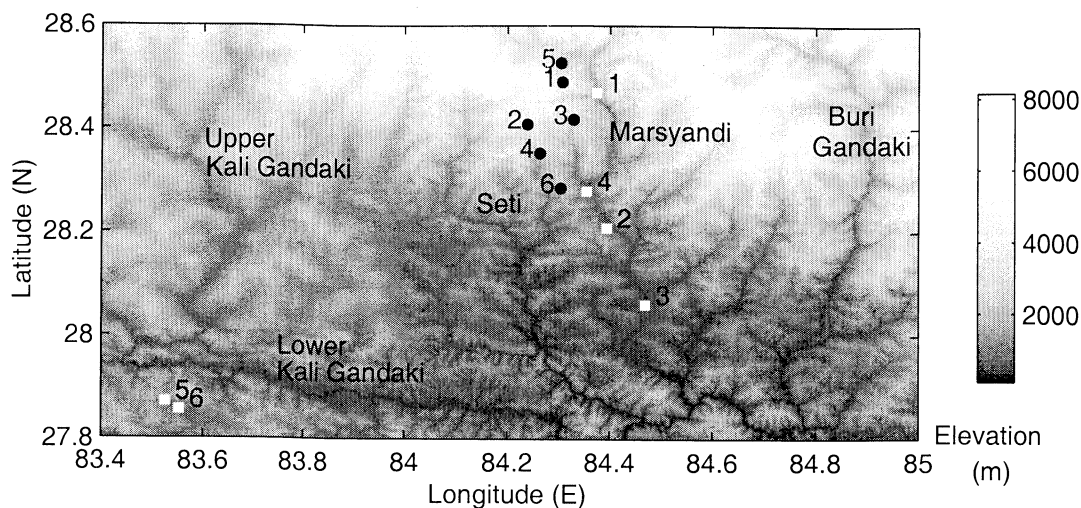 28.6
28.4
28.2
28
27.8
Latitude (N)
83.4
83.6
83.8
84
84.2
84.4
84.6
84.8
85
Longitude (E)
Upper
Kali Gandaki
Lower
Kali Gandaki
Seti
Marsyandi
Buri
Gandaki
5
1
2
3
4
6
1
4
2
3
5
6
8000
6000
4000
2000
Elevation
(m)